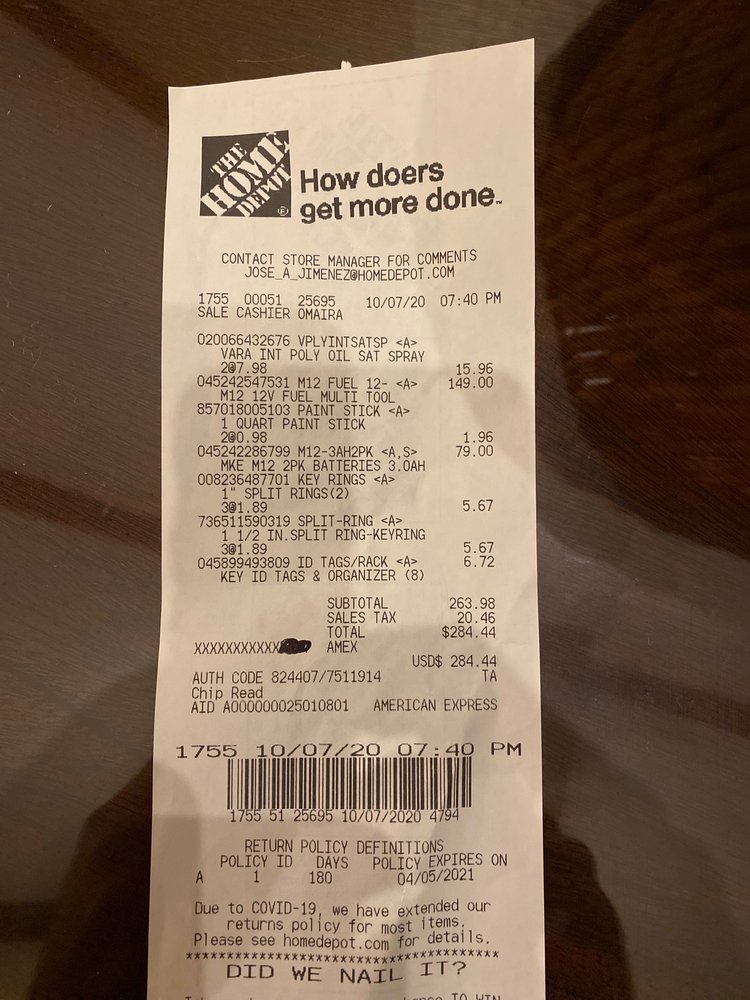 THE
HOME
DEPOT
®
How doers
get more done.™
CONTACT STORE MANAGER FOR COMMENTS
JOSE_A_JIMENEZ@HOMEDEPOT.COM
1755 00051 25695 10/07/20 07:40 PM
SALE CASHIER OMAIRA
020066432676 VPLYINTSATSP <A>
VARA INT POLY OIL SAT SPRAY
2@7.98 15.96
045242547531 M12 FUEL 12- <A> 149.00
M12 12V FUEL MULTI TOOL
857018005103 PAINT STICK <A>
1 QUART PAINT STICK
2@0.98 1.96
045242286799 M12-3AH2PK <A,S> 79.00
MKE M12 2PK BATTERIES 3.0AH
008236487701 KEY RINGS <A>
1" SPLIT RINGS(2)
3@1.89 5.67
736511590319 SPLIT-RING <A>
1 1/2 IN.SPLIT RING-KEYRING
3@1.89 5.67
045899493809 ID TAGS/RACK <A> 6.72
KEY ID TAGS & ORGANIZER (8)
SUBTOTAL 263.98
SALES TAX 20.46
TOTAL $284.44
XXXXXXXXXXX AMEX
USD$ 284.44
AUTH CODE 824407/7511914 TA
Chip Read
AID A000000025010801 AMERICAN EXPRESS
1755 10/07/20 07:40 PM
1755 51 25695 10/07/2020 4794
RETURN POLICY DEFINITIONS
POLICY ID DAYS POLICY EXPIRES ON
A 1 180 04/05/2021
Due to COVID-19, we have extended our
returns policy for most items.
Please see homedepot.com for details.
***************************************
DID WE NAIL IT?
TO WIN